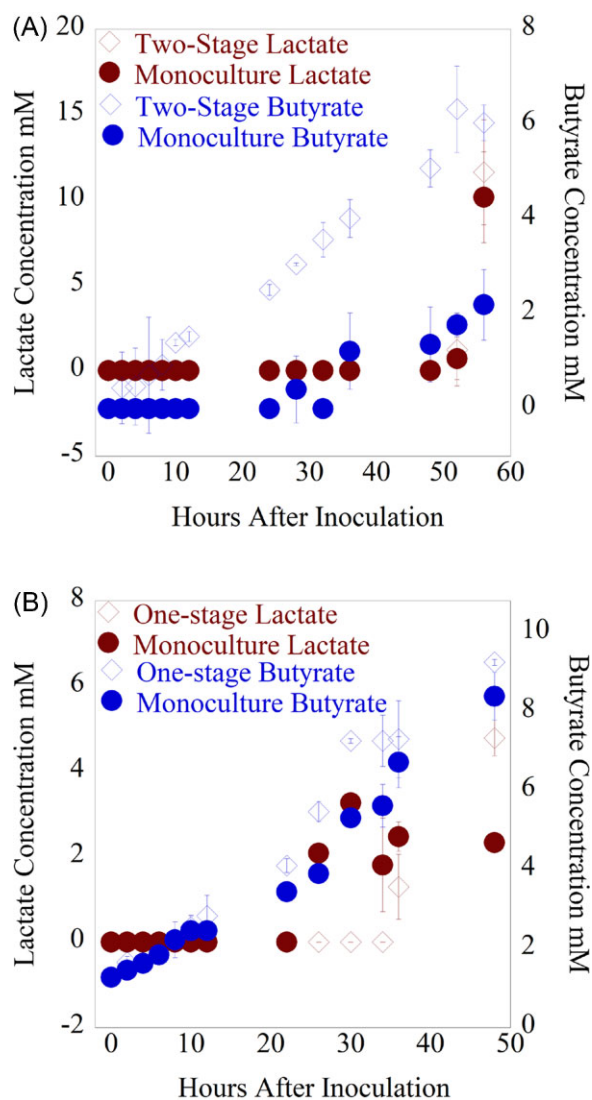 (A)
20
15
10
5
0
-5
Lactate Concentration mM
Two-Stage Lactate
Monoculture Lactate
Two-Stage Butyrate
Monoculture Butyrate
8
6
4
2
0
Butyrate Concentration mM
0 10 20 30 40 50 60
Hours After Inoculation
(B)
8
6
4
2
0
-2
Lactate Concentration mM
One-stage Lactate
Monoculture Lactate
One-stage Butyrate
Monoculture Butyrate
10
8
6
4
2
0
Butyrate Concentration mM
0 10 20 30 40 50
Hours After Inoculation